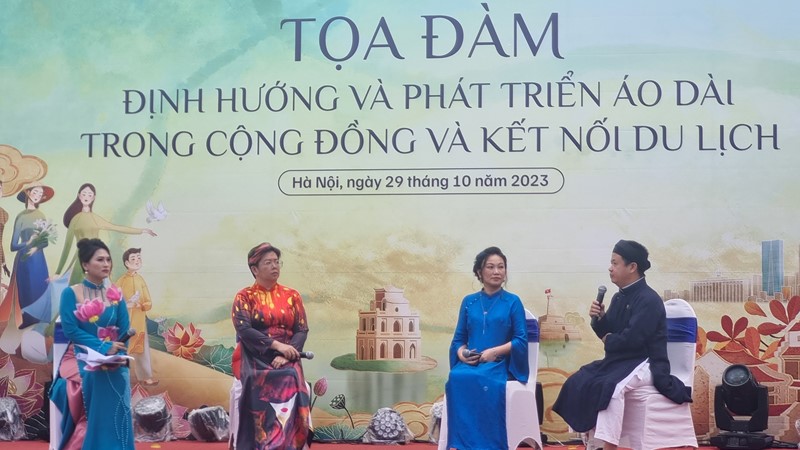 TỌA ĐÀM
ĐỊNH HƯỚNG VÀ PHÁT TRIỂN ÁO DÀI
TRONG CỘNG ĐỒNG VÀ KẾT NỐI DU LỊCH
Hà Nội, ngày 29 tháng 10 năm 2023